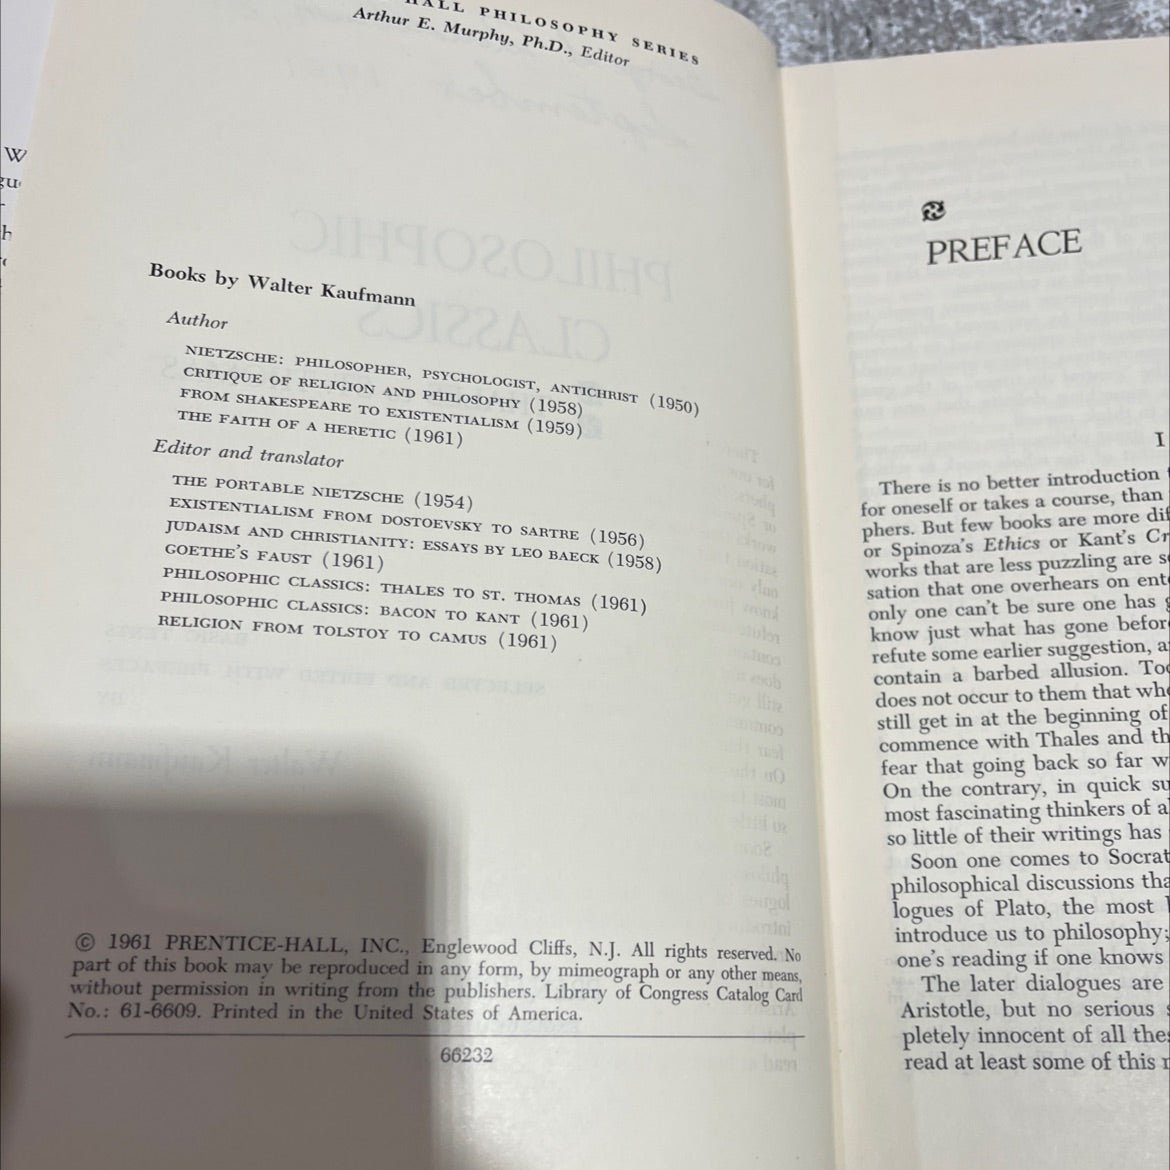 HALL PHILOSOPHY SERIES
Arthur E. Murphy, Ph.D., Editor
Books by Walter Kaufmann
Author
NIETZSCHE: PHILOSOPHER, PSYCHOLOGIST, ANTICHRIST (1950)
CRITIQUE OF RELIGION AND PHILOSOPHY (1958)
FROM SHAKESPEARE TO EXISTENTIALISM (1959)
THE FAITH OF A HERETIC (1961)
Editor and translator
THE PORTABLE NIETZSCHE (1954)
EXISTENTIALISM FROM DOSTOEVSKY TO SARTRE (1956)
JUDAISM AND CHRISTIANITY: ESSAYS BY LEO BAECK (1958)
GOETHE'S FAUST (1961)
PHILOSOPHIC CLASSICS: THALES TO ST. THOMAS (1961)
PHILOSOPHIC CLASSICS: BACON TO KANT (1961)
RELIGION FROM TOLSTOY TO CAMUS (1961)
© 1961 PRENTICE-HALL, INC., Englewood Cliffs, N.J. All rights reserved. No
part of this book may be reproduced in any form, by mimeograph or any other means,
without permission in writing from the publishers. Library of Congress Catalog Card
No.: 61-6609. Printed in the United States of America.
66232
PREFACE
I
There is no better introduction
for oneself or takes a course, than
phers. But few books are more
or Spinoza's Ethics or Kant's
works that are less puzzling are
sation that one overhears on
only one can't be sure one has
know just what has gone
refute some earlier suggestion,
contain a barbed allusion.
does not occur to them that
still get in at the beginning of
commence with Thales and
fear that going back so far
On the contrary, in quick
most fascinating thinkers of
so little of their writings has
Soon one comes to
philosophical discussions
logues of Plato, the most
introduce us to philosophy;
one's reading if one knows
The later dialogues are
Aristotle, but no serious
pletely innocent of all
read at least some of this